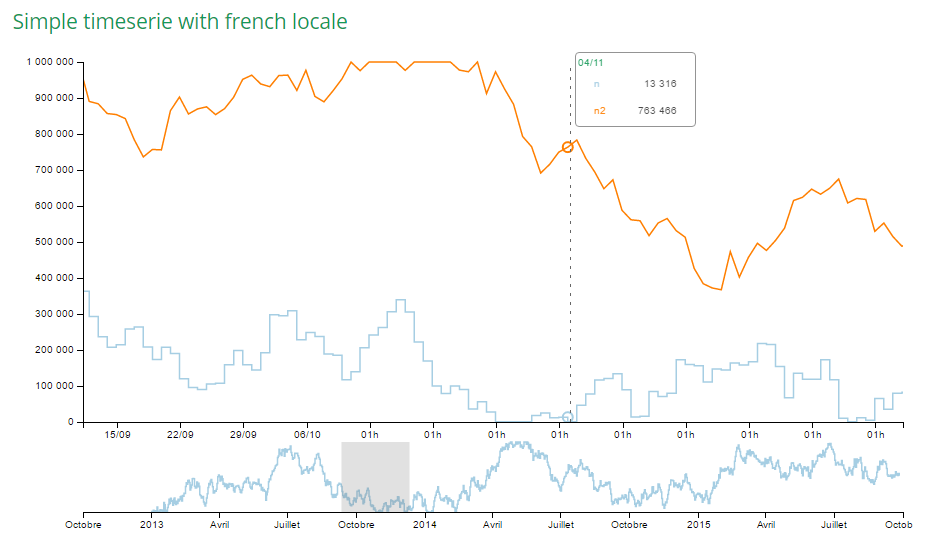 Simple timeserie with french locale
1 000 000
900 000
800 000
700 000
600 000
500 000
400 000
300 000
200 000
100 000
0
04/11
n 13 316
n2 763 466
15/09 22/09 29/09 06/10 01h 01h 01h 01h 01h 01h 01h 01h 01h
Octobre 2013 Avril Juillet Octobre 2014 Avril Juillet Octobre 2015 Avril Juillet Octob